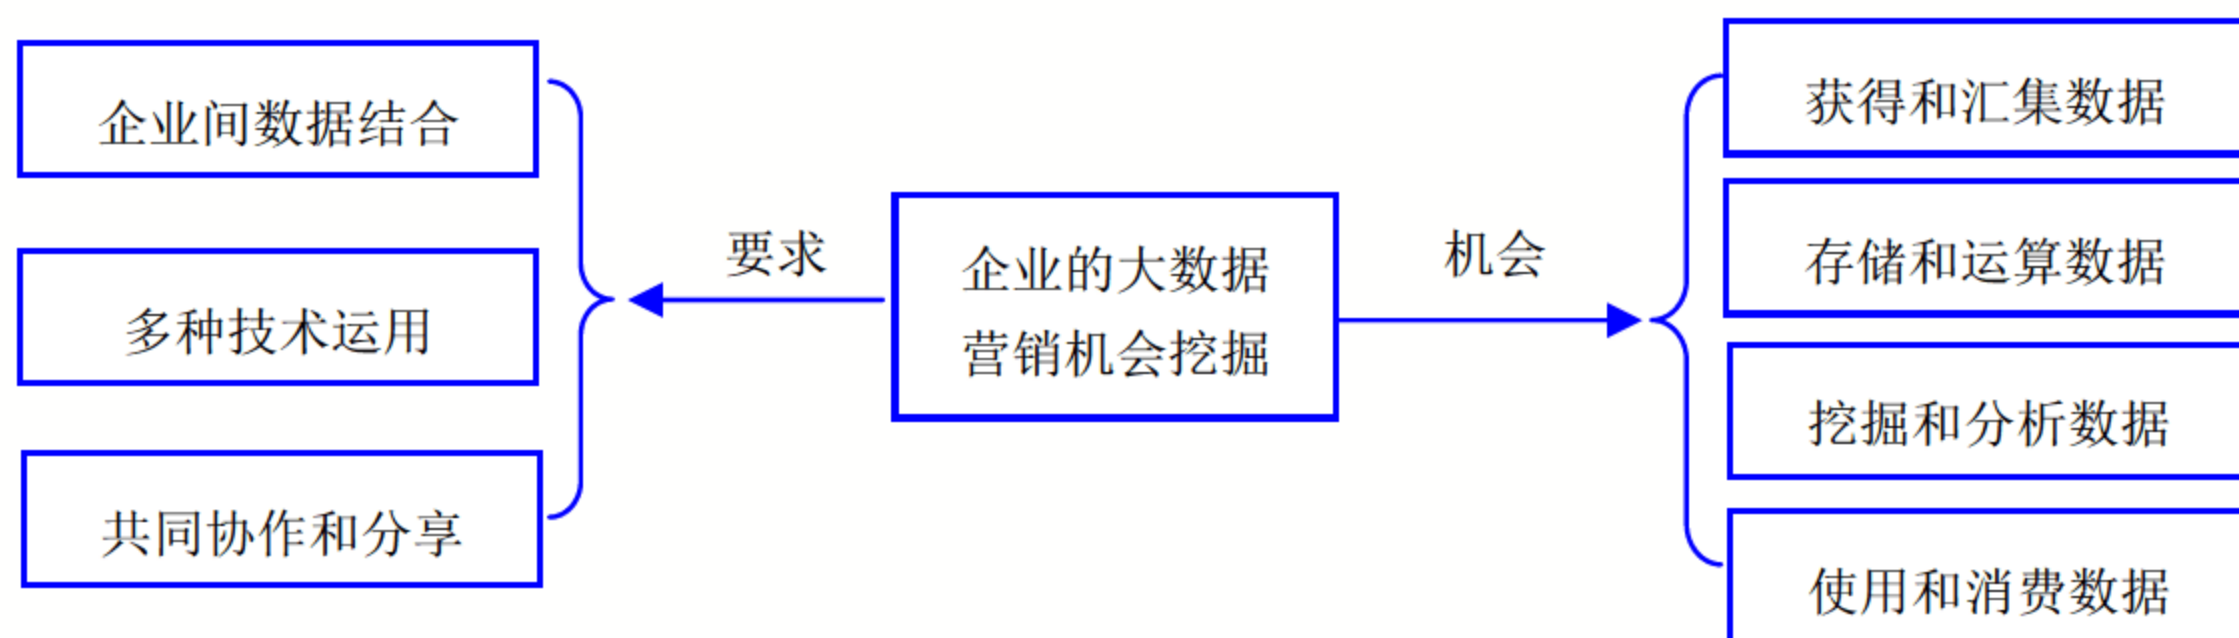 企业间数据结合
多种技术运用
共同协作和分享
要求
企业的大数据
营销机会挖掘
机会
获得和汇集数据
存储和运算数据
挖掘和分析数据
使用和消费数据